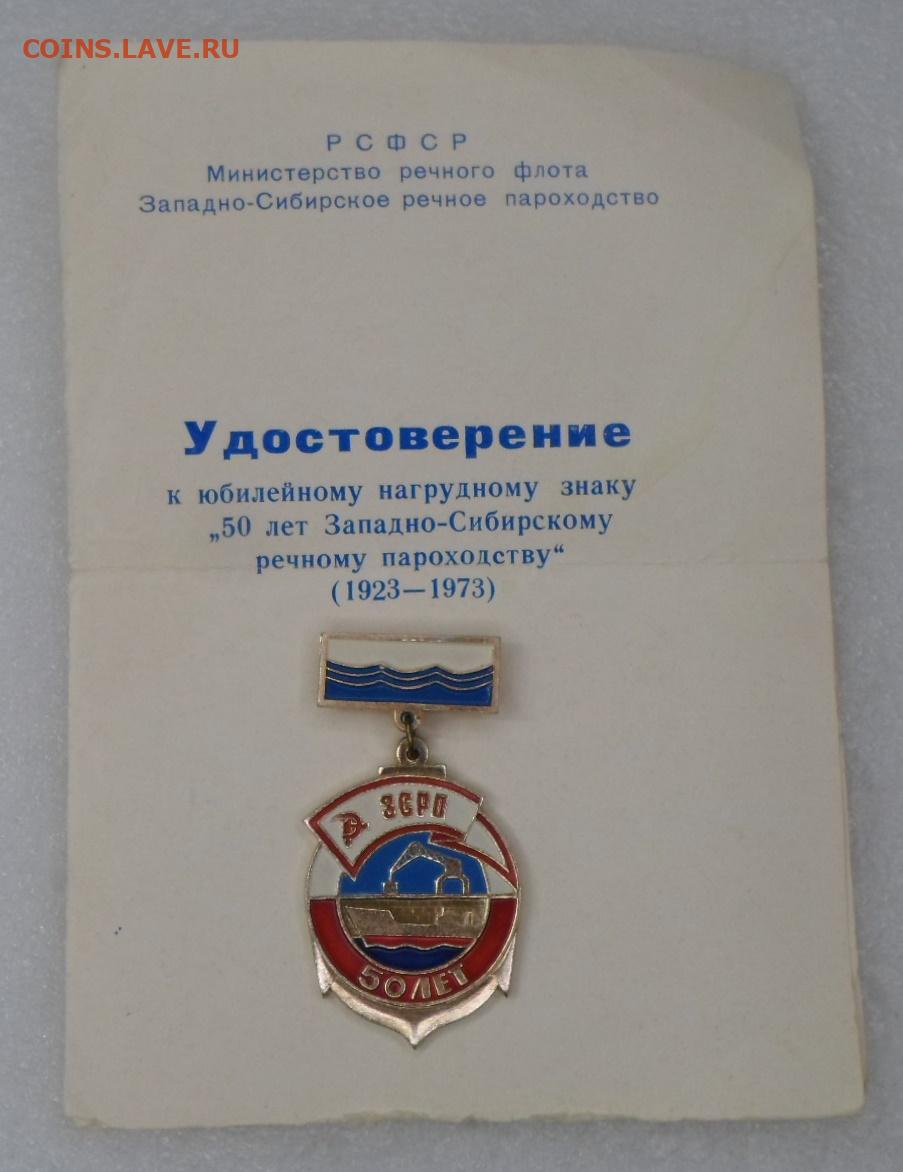 COINS.LAVE.RU
РСФСР
Министерство речного флота
Западно-Сибирское речное пароходство
Удостоверение
к юбилейному нагрудному знаку
„50 лет Западно-Сибирскому
речному пароходству“
(1923—1973)
ЗСРП
50 ЛЕТ